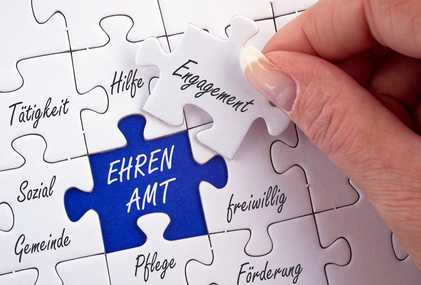 Hilfe
Engagement
Tätigkeit
EHREN
AMT
Sozial
freiwillig
Gemeinde
Pflege
Förderung